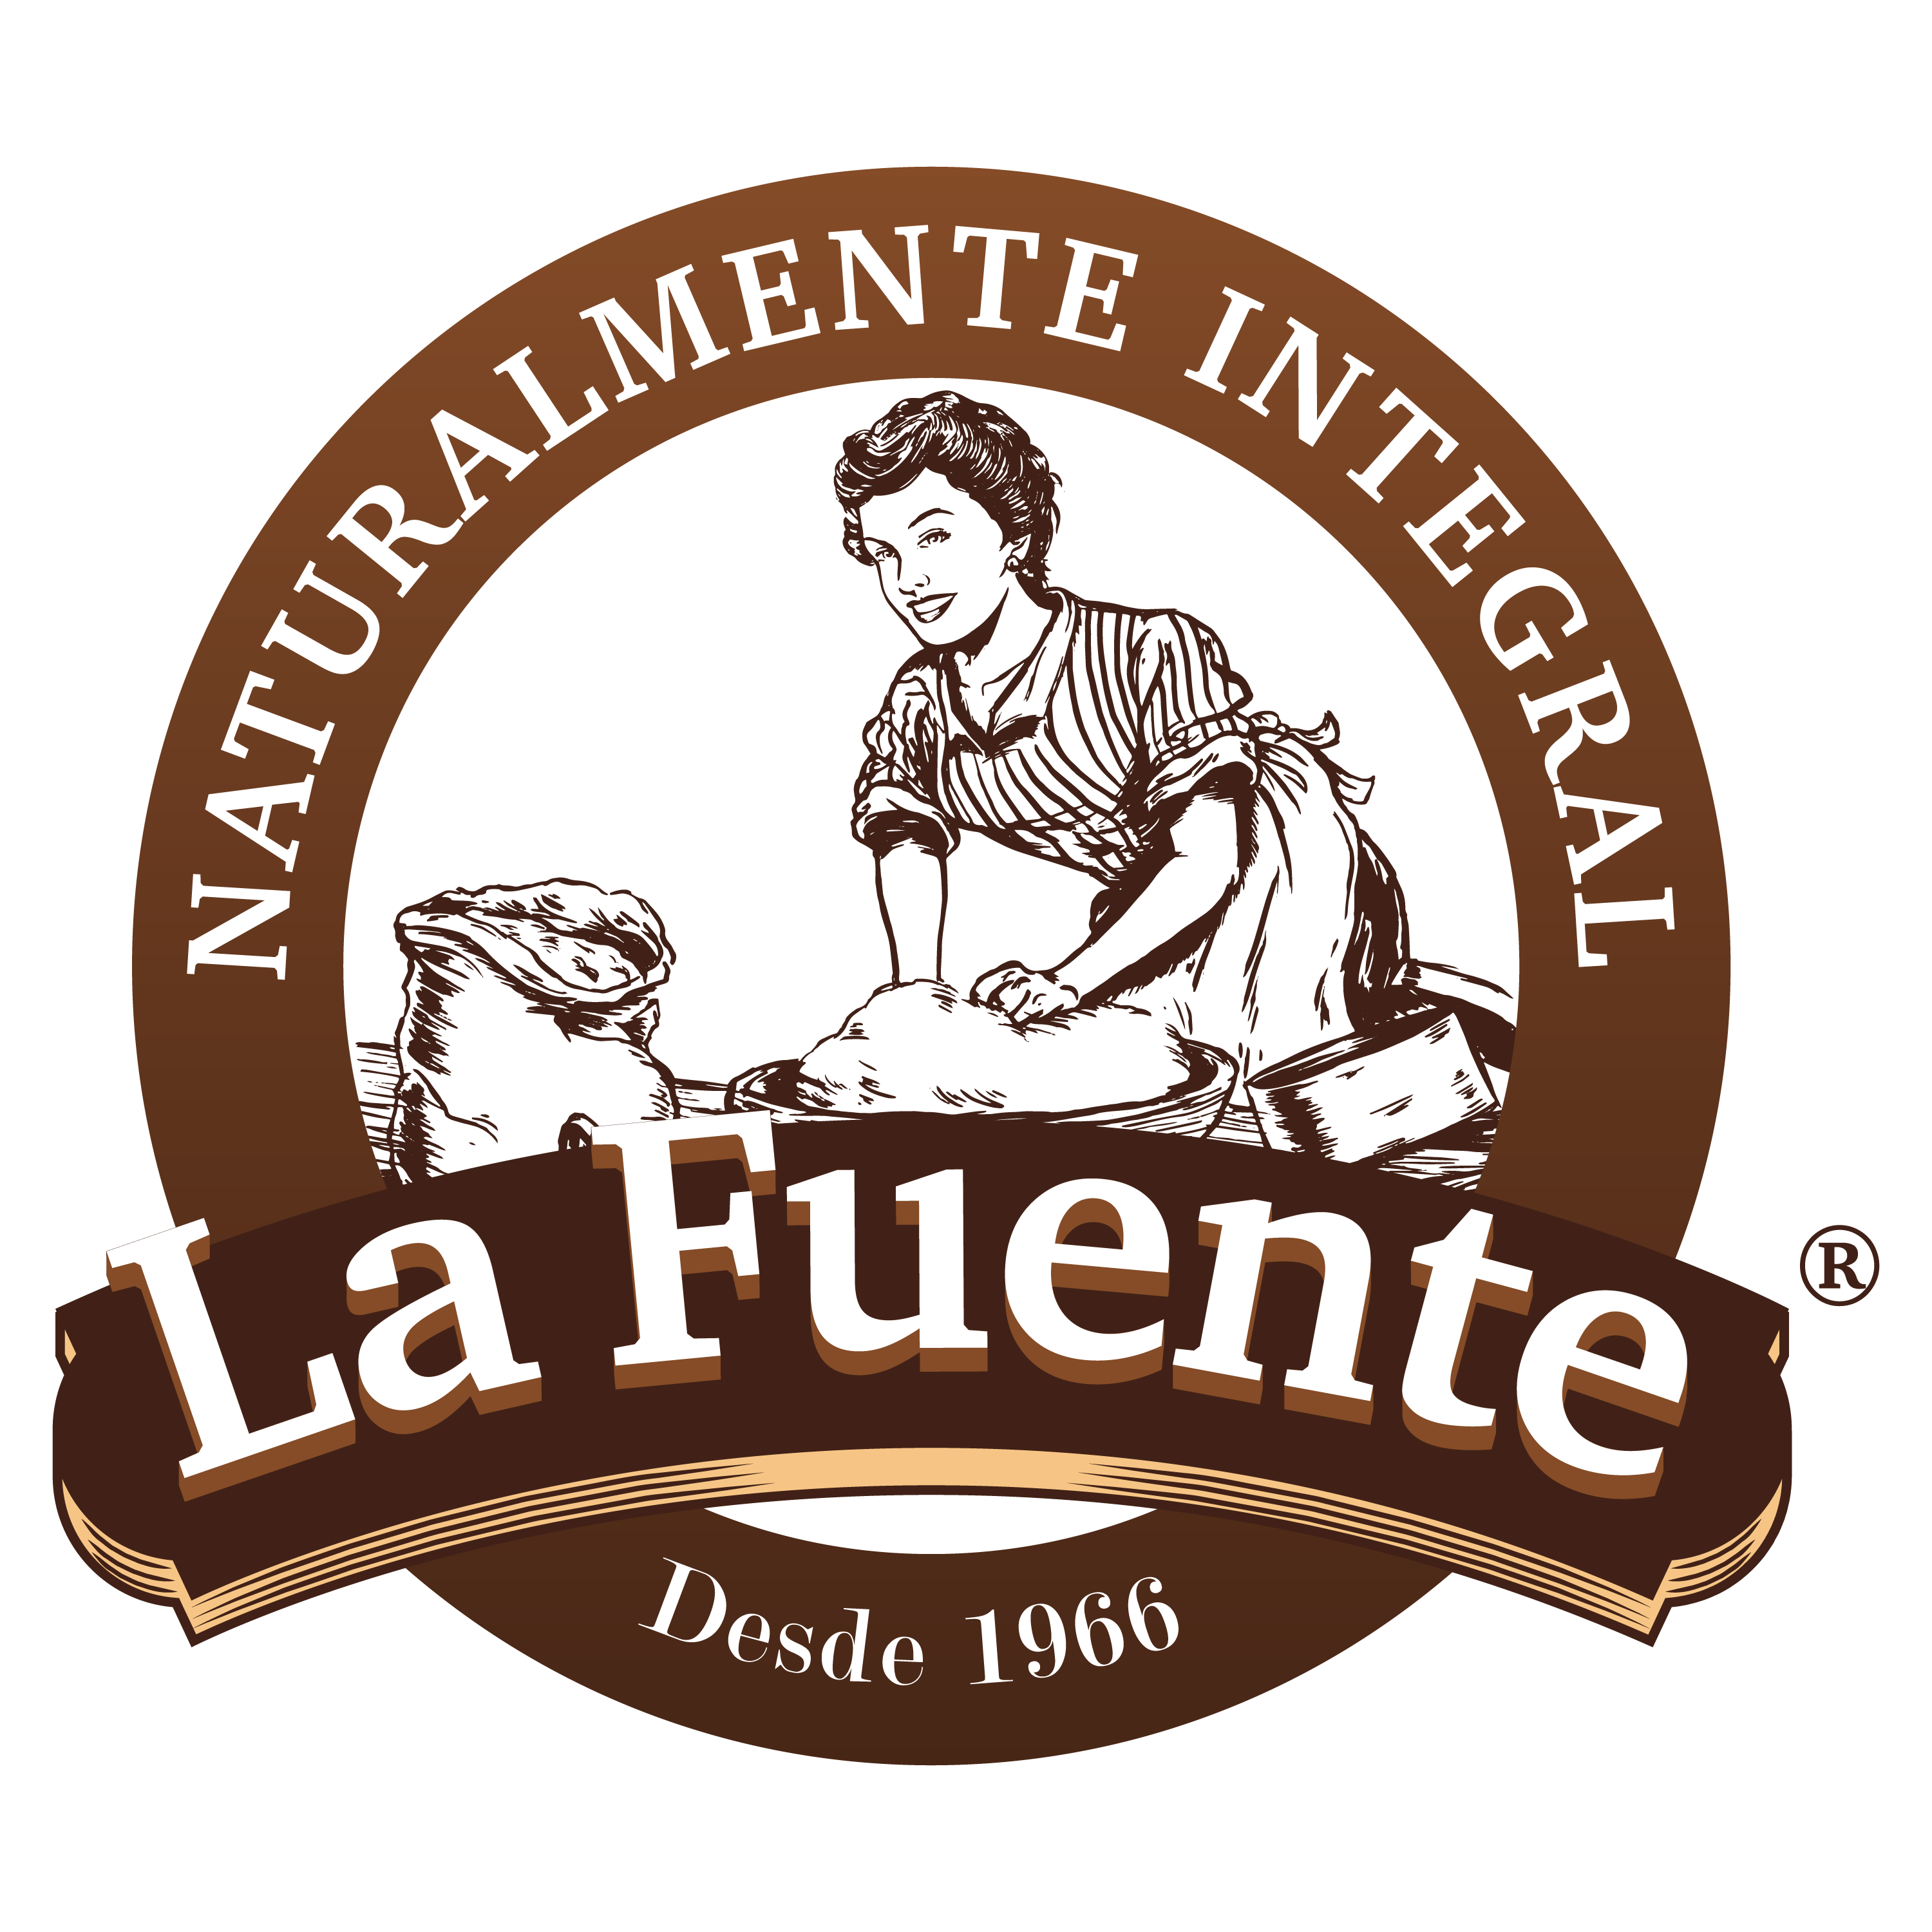 NATURALMENTE INTEGRAL
La Fuente
®
Desde 1966